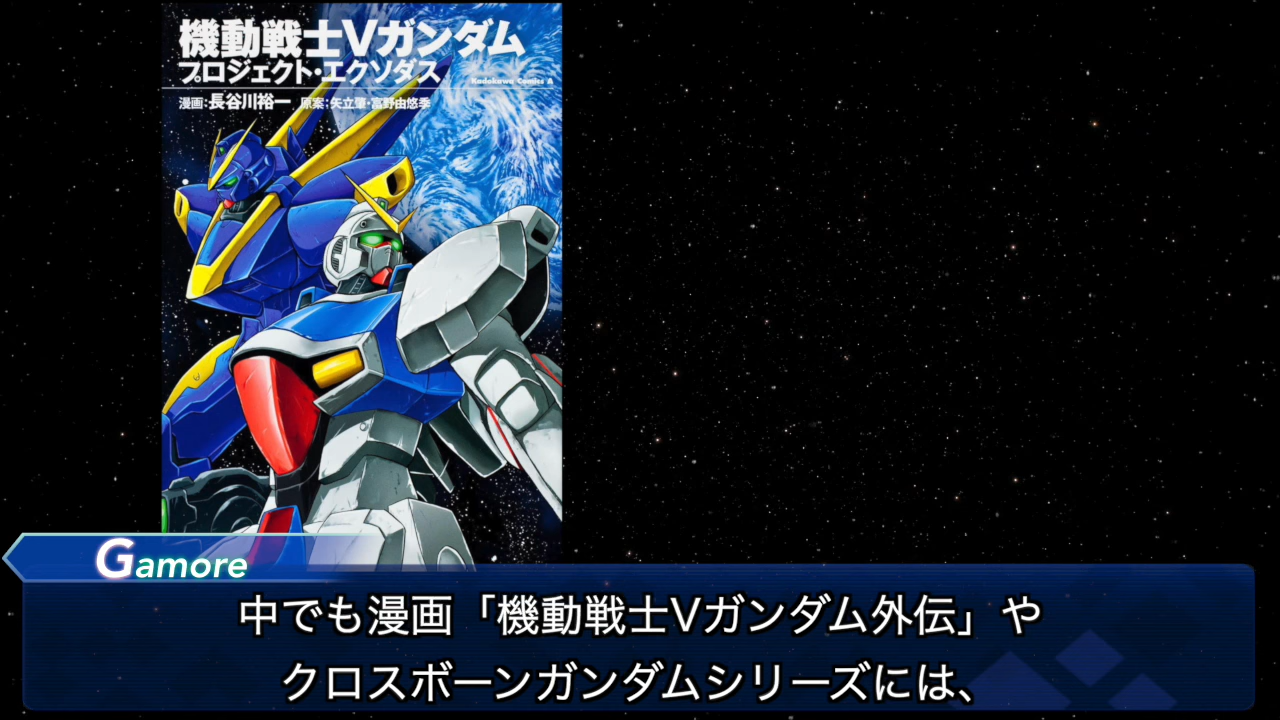 機動戦士Vガンダム
プロジェクト・エクソダス
Kadokawa Comics A
漫画:長谷川裕一 原案:矢立肇・富野由悠季
Gamore
中でも漫画「機動戦士Vガンダム外伝」や
クロスボーンガンダムシリーズには、